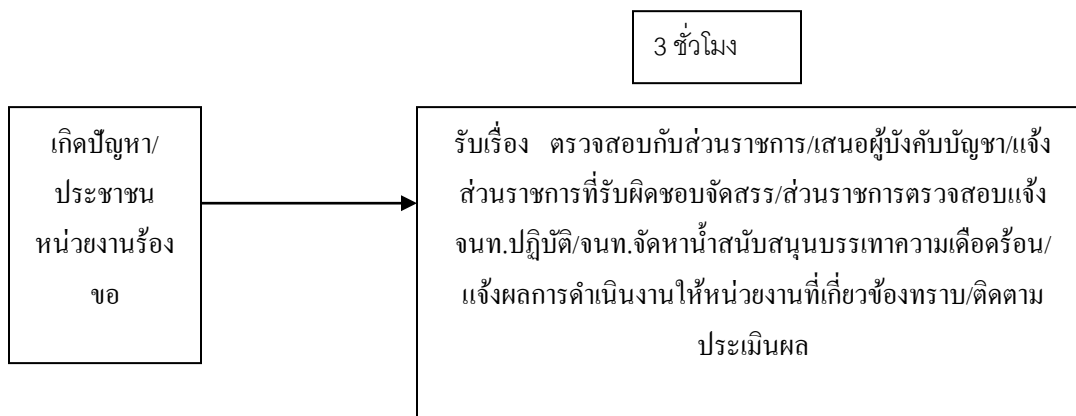 3 ชั่วโมง
เกิดปัญหา/
ประชาชน
หน่วยงานร้อง
ขอ
รับเรื่อง ตรวจสอบกับส่วนราชการ/เสนอผู้บังคับบัญชา/แจ้ง
ส่วนราชการที่รับผิดชอบจัดสรร/ส่วนราชการตรวจสอบแจ้ง
จนท.ปฏิบัติ/จนท.จัดหาน้ำสนับสนุนบรรเทาความเดือดร้อน/
แจ้งผลการดำเนินงานให้หน่วยงานที่เกี่ยวข้องทราบ/ติดตาม
ประเมินผล